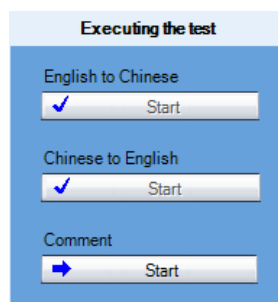 Executing the test
English to Chinese
Start
Chinese to English
Start
Comment
Start